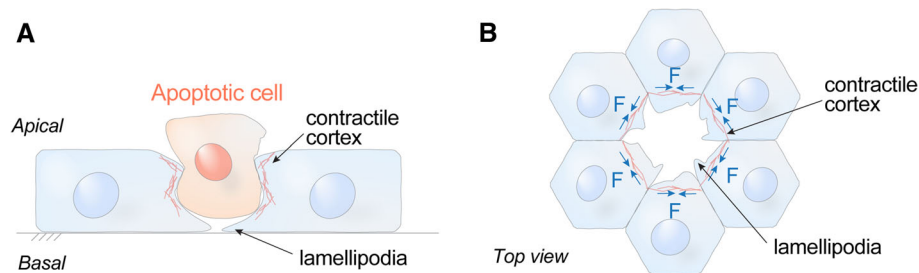 A
Apoptotic cell
Apical
contractile
cortex
lamellipodia
Basal
B
F
F
F
F
F
F
contractile
cortex
lamellipodia
Top view